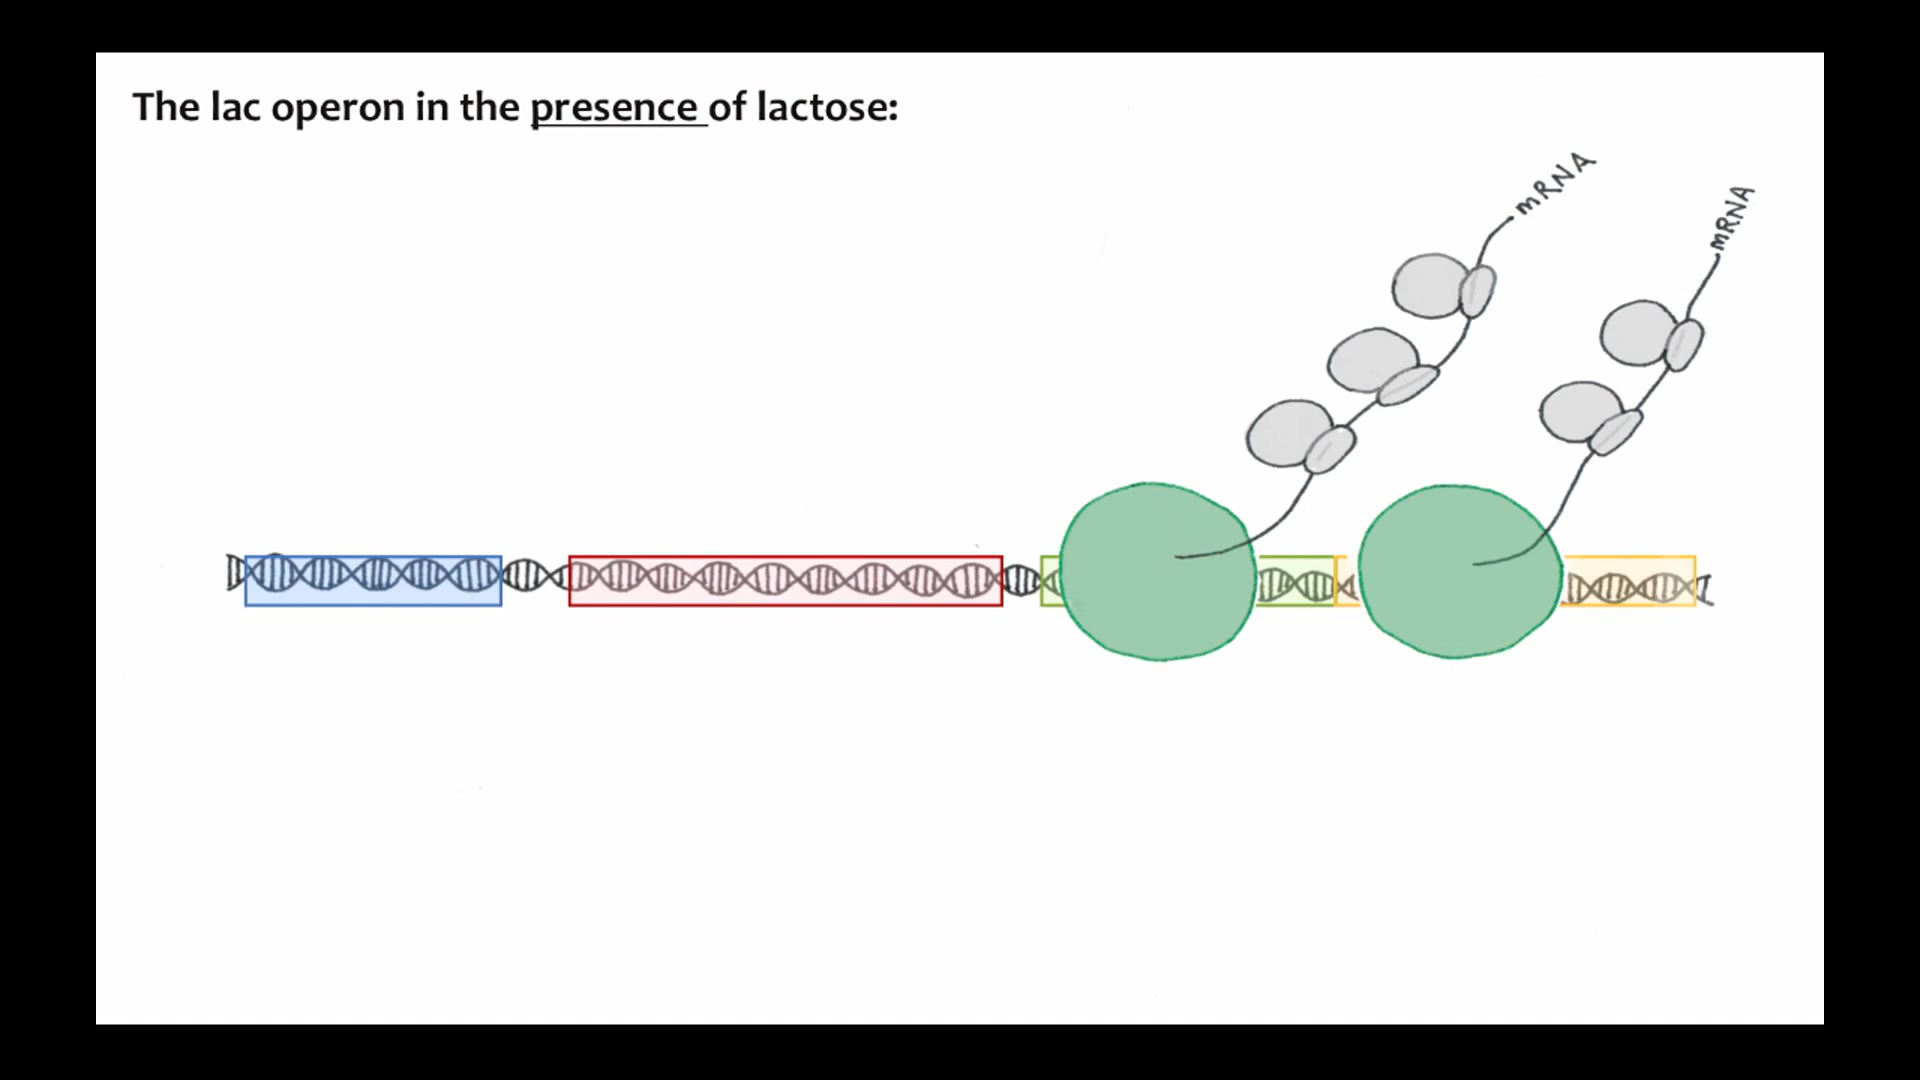 The lac operon in the presence of lactose:
mRNA
mRNA